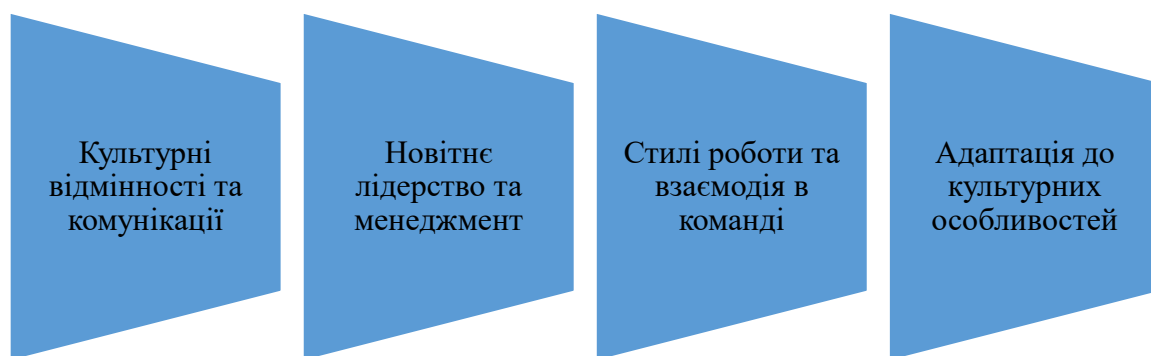 Культурні
відмінності та
комунікації
Новітнє
лідерство та
менеджмент
Стилі роботи та
взаємодія в
команді
Адаптація до
культурних
особливостей